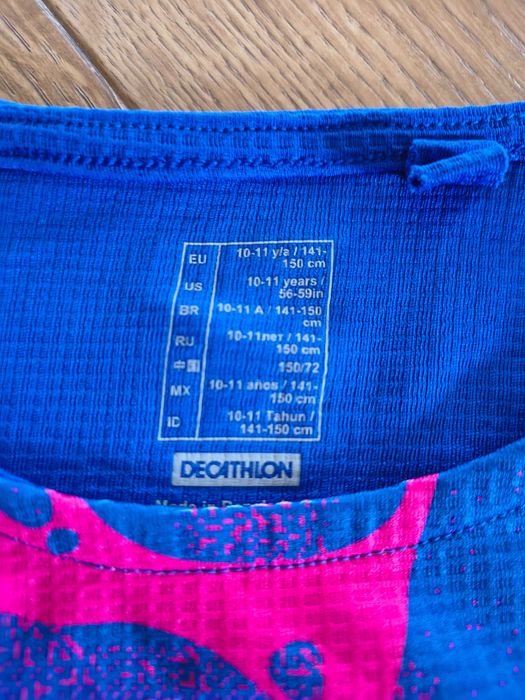 EU 10-11 y/a / 141-
150 cm
US 10-11 years /
56-59in
BR 10-11 A / 141-150
cm
RU 10-11лет / 141-
150 cm
中国 150/72
MX 10-11 años / 141-
150 cm
ID 10-11 Tahun /
141-150 cm
DECATHLON
Made in